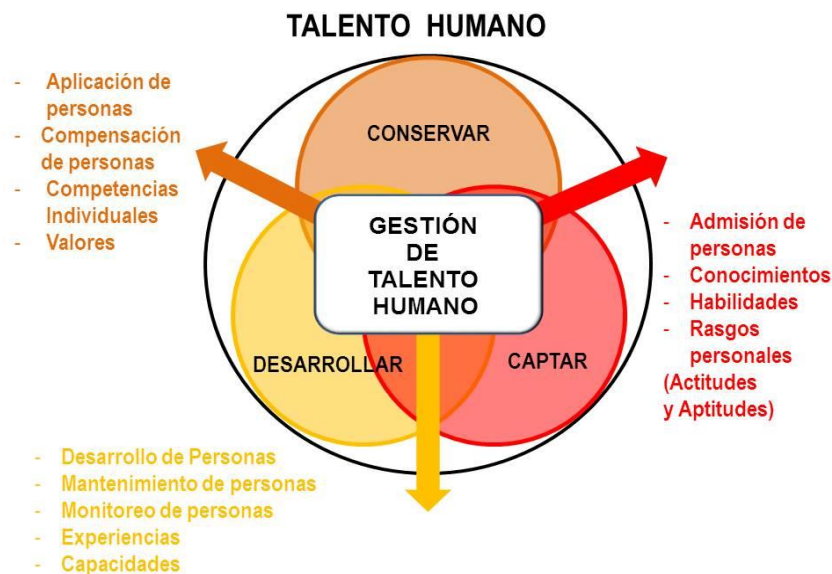 TALENTO HUMANO
- Aplicación de
personas
- Compensación
de personas
- Competencias
Individuales
- Valores
CONSERVAR
GESTIÓN
DE
TALENTO
HUMANO
DESARROLLAR
CAPTAR
- Admisión de
personas
- Conocimientos
- Habilidades
- Rasgos
personales
(Actitudes
y Aptitudes)
- Desarrollo de Personas
- Mantenimiento de personas
- Monitoreo de personas
- Experiencias
- Capacidades